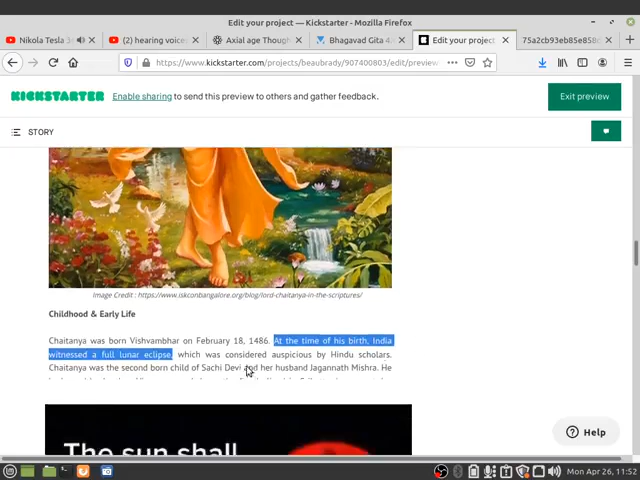 Edit your project — Kickstarter - Mozilla Firefox
Nikola Tesla 3
(2) hearing voice
Axial age Though
Bhagavad Gita 4.
Edit your project
75a2cb93eb85e858
https://www.kickstarter.com/projects/beaubrady/907400803/edit/preview
KICKSTARTER
Enable sharing to send this preview to others and gather feedback.
Exit preview
STORY
Image Credit : https://www.iskconbangalore.org/blog/lord-chaitanya-in-the-scriptures/
Childhood & Early Life
Chaitanya was born Vishvambhar on February 18, 1486. At the time of his birth, India
witnessed a full lunar eclipse, which was considered auspicious by Hindu scholars.
Chaitanya was the second born child of Sachi Devi and her husband Jagannath Mishra. He
The sun shall
Help
Mon Apr 26, 11:52